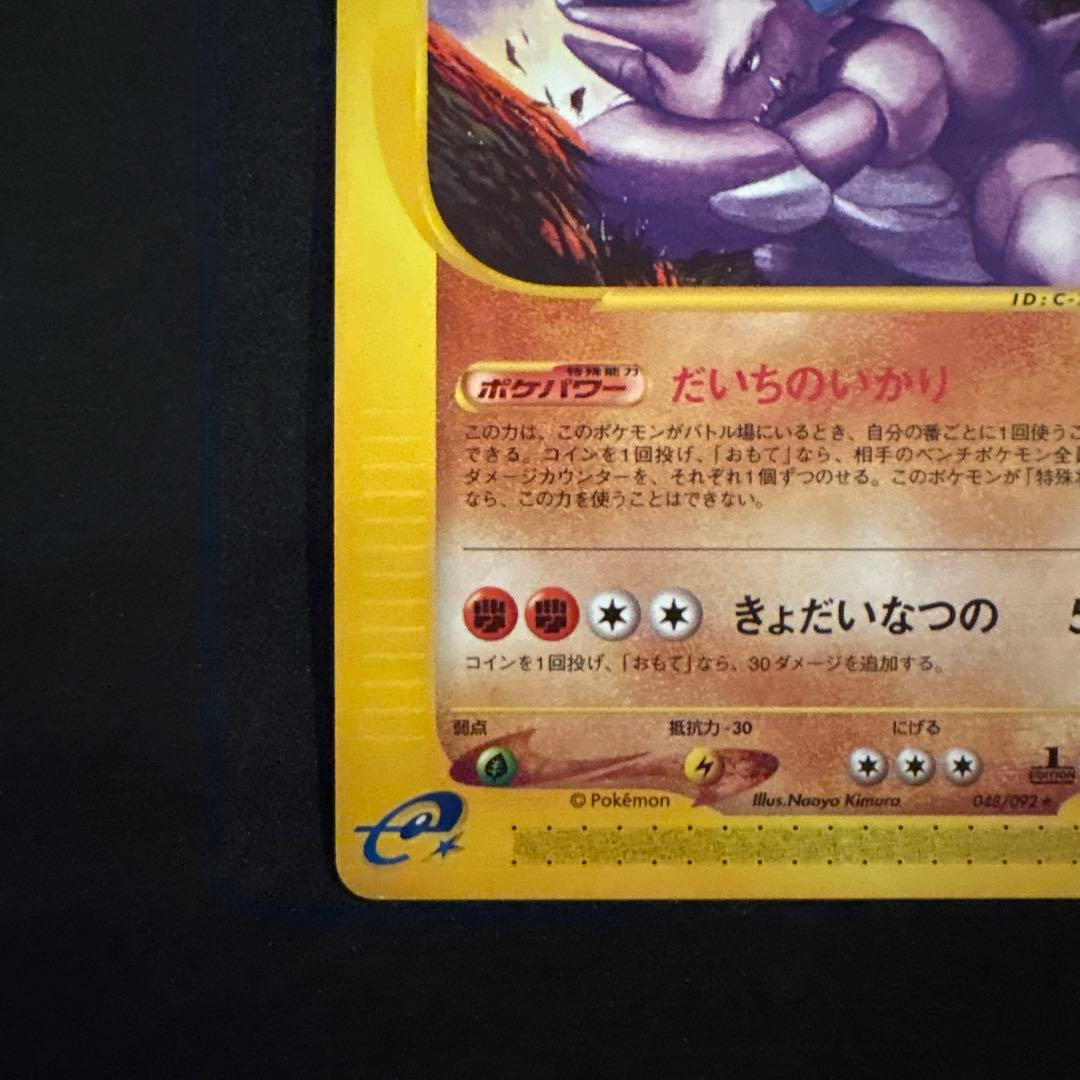 ID : C-
特殊能力
ポケパワー だいちのいかり
この力は、このポケモンがバトル場にいるとき、自分の番ごとに1回使うこ
できる。コインを1回投げ、「おもて」なら、相手のベンチポケモン全
ダメージカウンターを、それぞれ1個ずつのせる。このポケモンが「特殊
なら、この力を使うことはできない。
きょだいなつの 5
コインを1回投げ、「おもて」なら、30ダメージを追加する。
弱点 抵抗力 -30 にげる
1
EDITION
© Pokémon Illus.Naoyo Kimura 048/092 ★
e